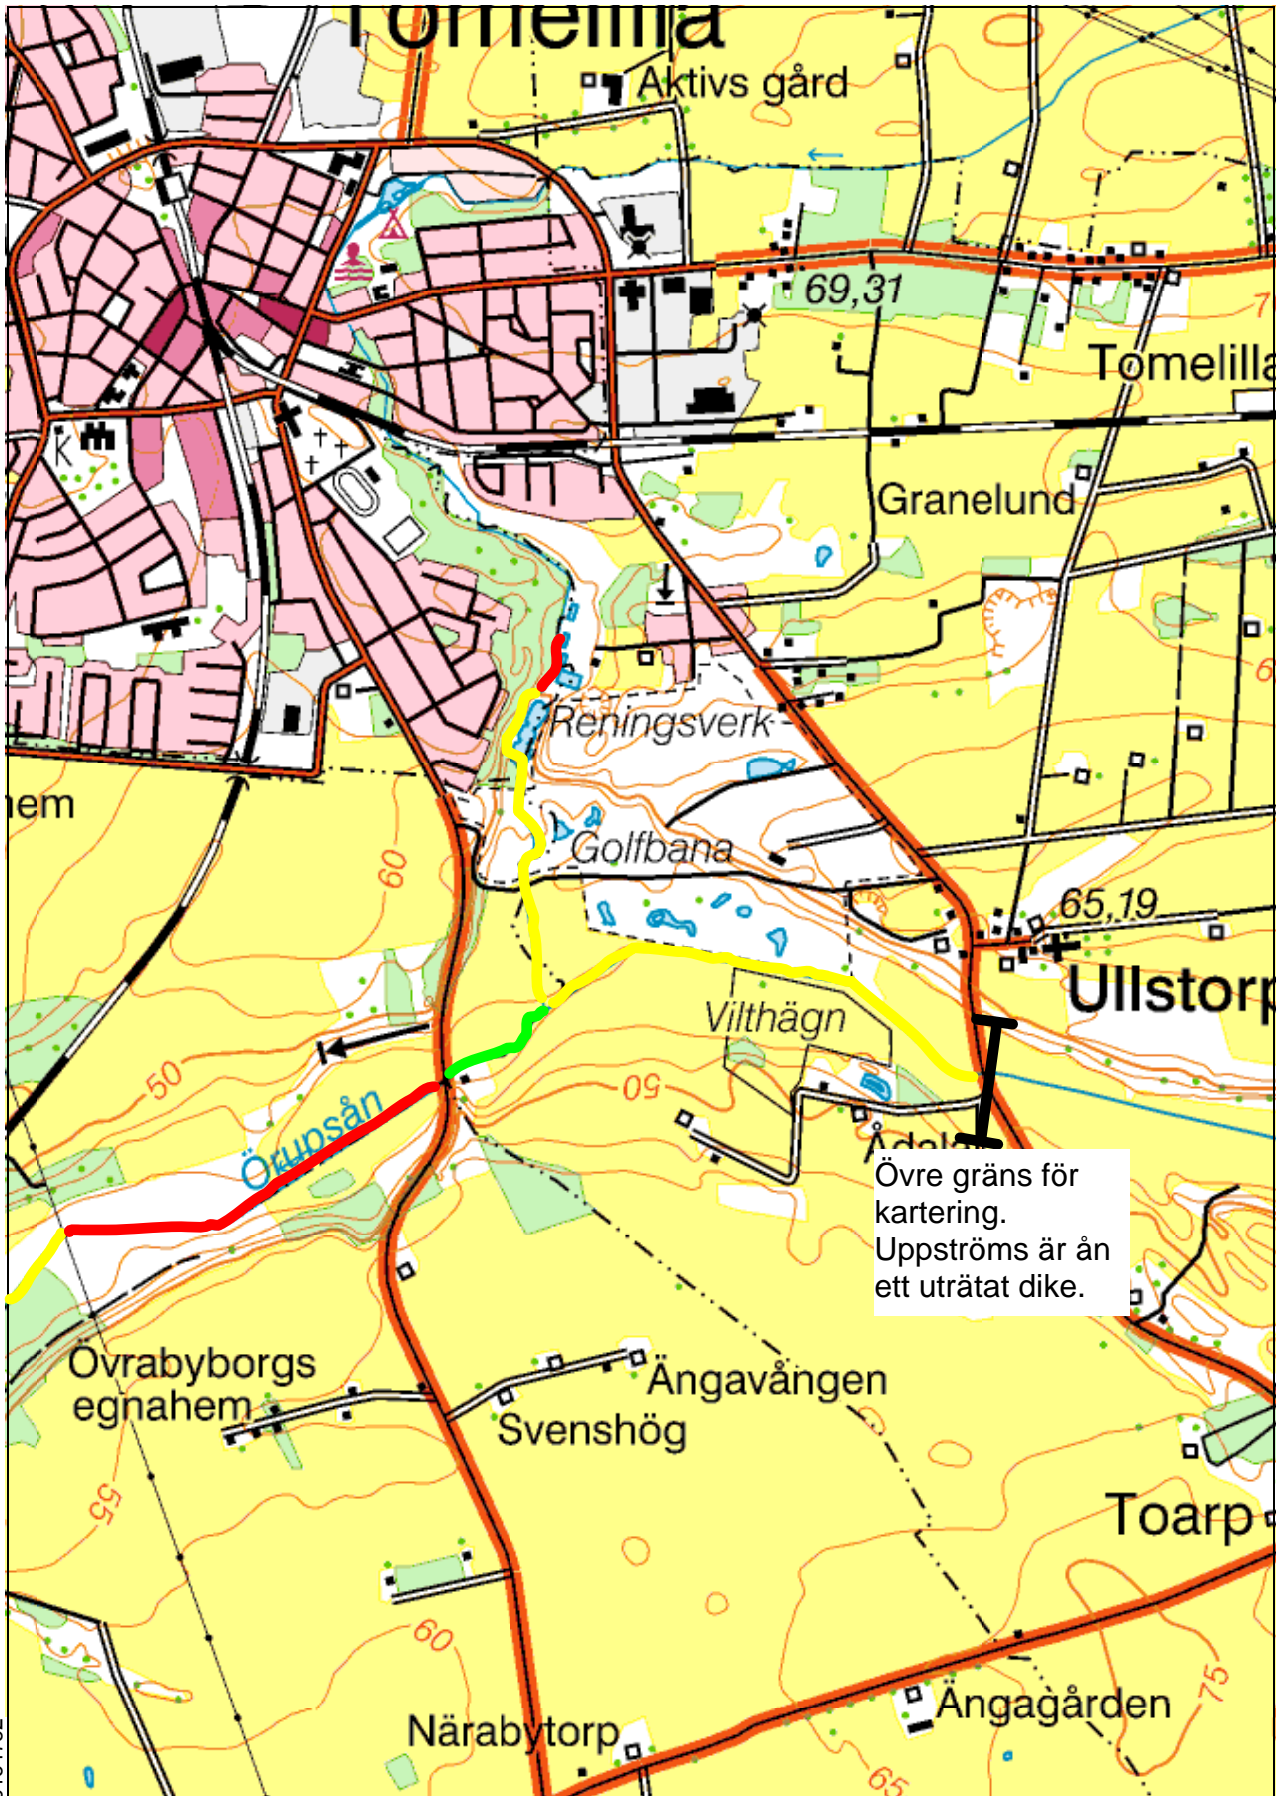 Tomelilla
Aktivs gård
69,31
Tomelilla
K
Granelund
Reningsverk
Golfbana
hem
60
65,19
Ullstorp
Vilthägn
50
50
Örupsån
Ådala
Övre gräns för
kartering.
Uppströms är ån
ett uträtat dike.
Övrabyborgs
egnahem
Ängavången
Svenshög
55
Toarp
60
75
Ängagården
Närabytorp
65